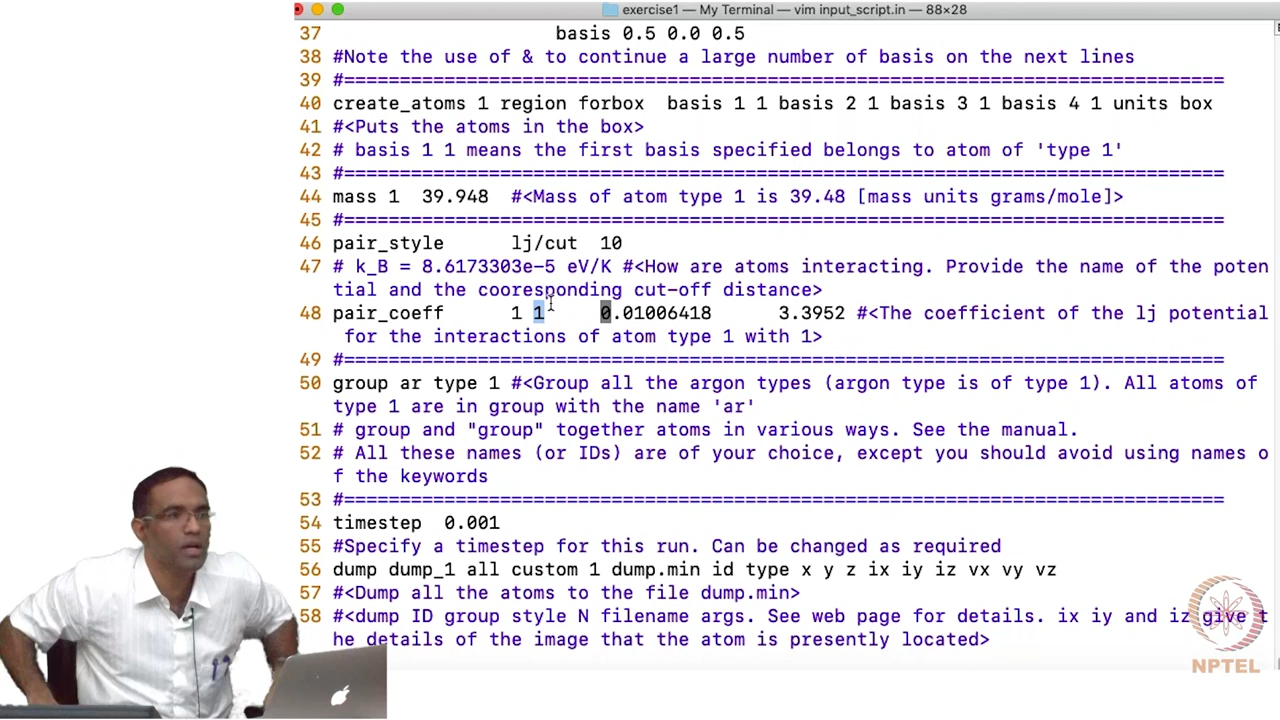 exercise1 — My Terminal — vim input_script.in — 88×28
37                     basis 0.5 0.0 0.5
38 #Note the use of & to continue a large number of basis on the next lines
39 #===============================================================================
40 create_atoms 1 region forbox  basis 1 1 basis 2 1 basis 3 1 basis 4 1 units box
41 #<Puts the atoms in the box>
42 # basis 1 1 means the first basis specified belongs to atom of 'type 1'
43 #===============================================================================
44 mass 1  39.948  #<Mass of atom type 1 is 39.48 [mass units grams/mole]>
45 #===============================================================================
46 pair_style      lj/cut  10
47 # k_B = 8.6173303e-5 eV/K #<How are atoms interacting. Provide the name of the poten
tial and the cooresponding cut-off distance>
48 pair_coeff      1 1     0.01006418      3.3952 #<The coefficient of the lj potential
for the interactions of atom type 1 with 1>
49 #===============================================================================
50 group ar type 1 #<Group all the argon types (argon type is of type 1). All atoms of
type 1 are in group with the name 'ar'
51 # group and "group" together atoms in various ways. See the manual.
52 # All these names (or IDs) are of your choice, except you should avoid using names o
f the keywords
53 #===============================================================================
54 timestep  0.001
55 #Specify a timestep for this run. Can be changed as required
56 dump dump_1 all custom 1 dump.min id type x y z ix iy iz vx vy vz
57 #<Dump all the atoms to the file dump.min>
58 #<dump ID group style N filename args. See web page for details. ix iy and iz give t
he details of the image that the atom is presently located>
NPTEL